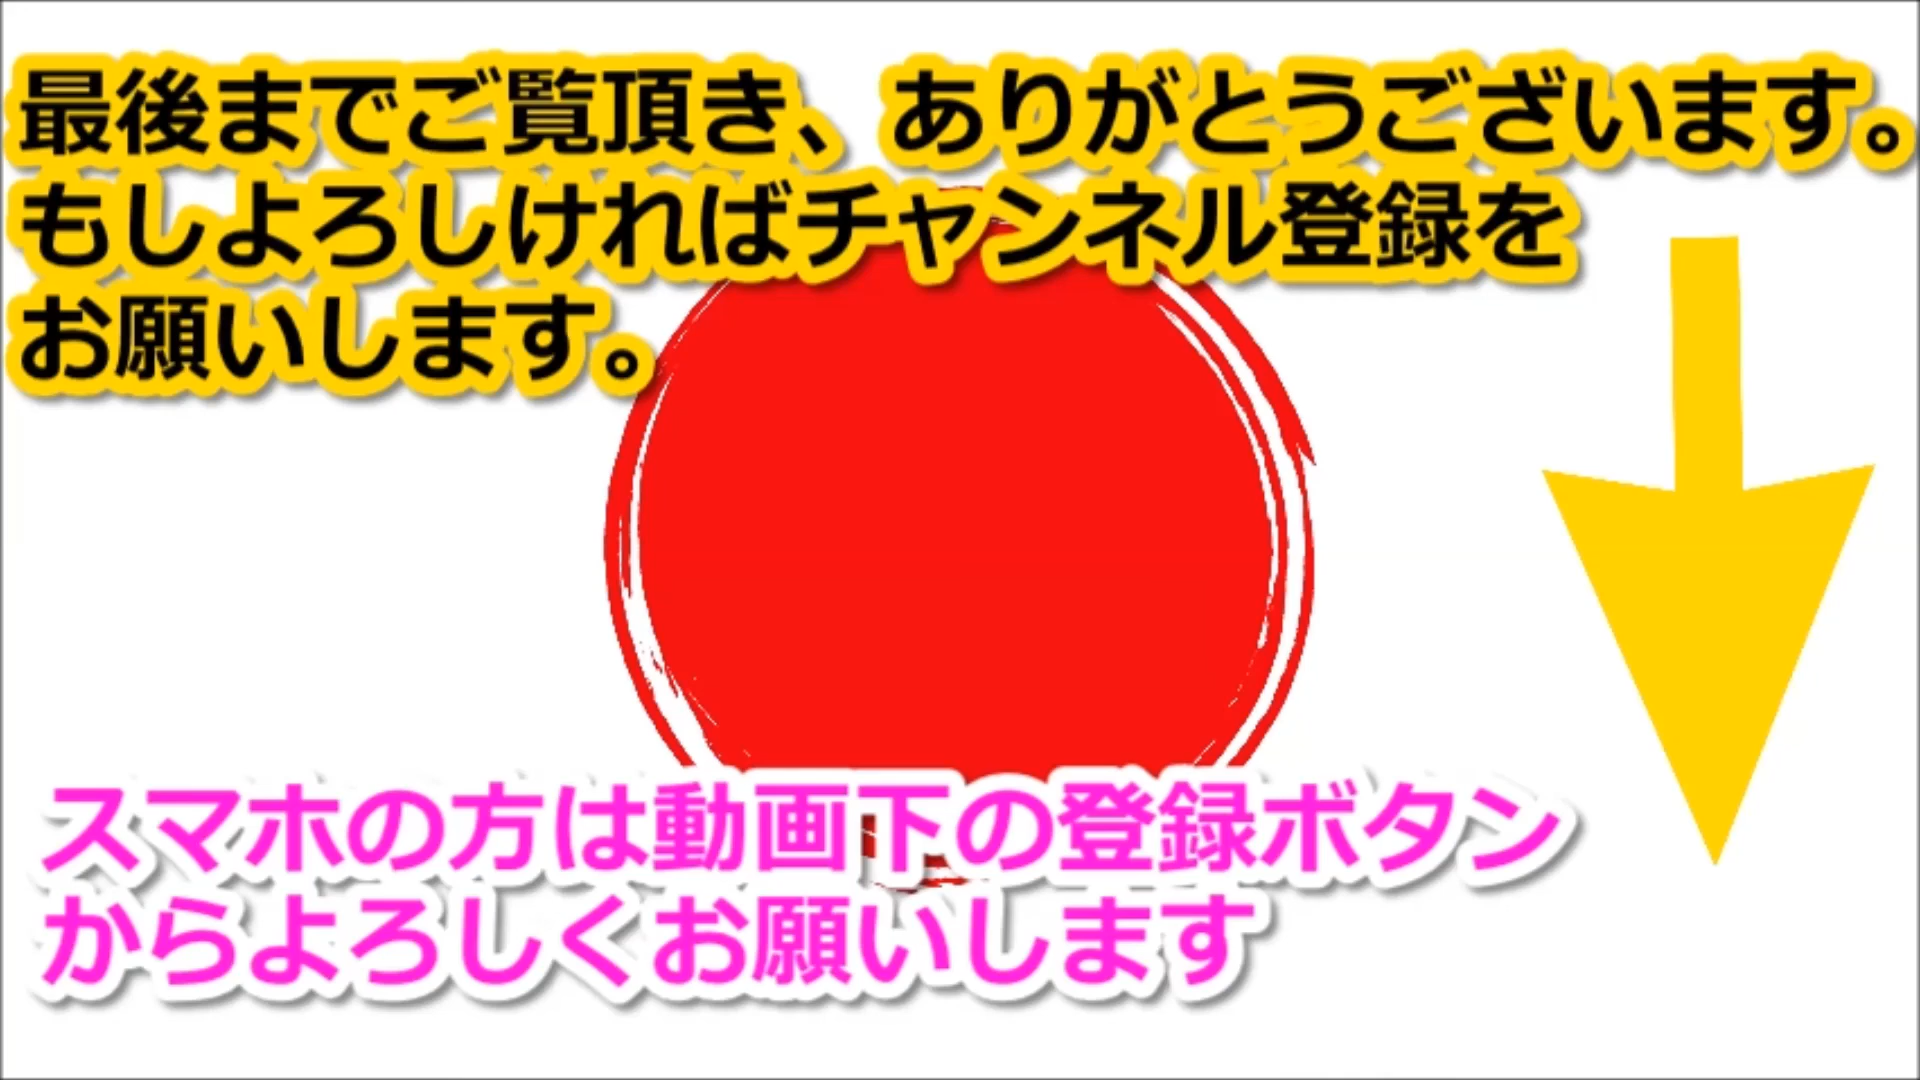 最後までご覧頂き、ありがとうございます。
もしよろしければチャンネル登録を
お願いします。
スマホの方は動画下の登録ボタン
からよろしくお願いします